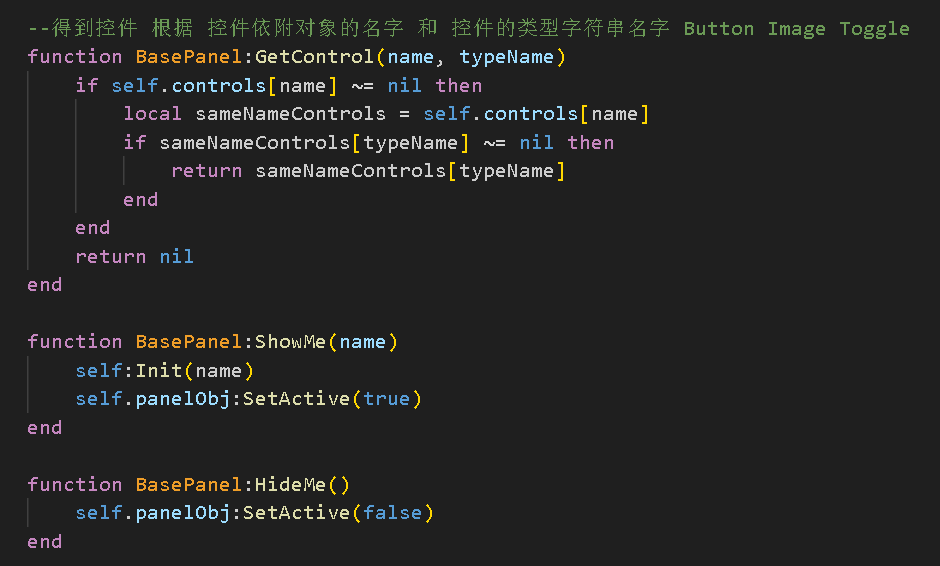 --得到控件 根据 控件依附对象的名字 和 控件的类型字符串名字 Button Image Toggle
function BasePanel:GetControl(name, typeName)
    if self.controls[name] ~= nil then
        local sameNameControls = self.controls[name]
        if sameNameControls[typeName] ~= nil then
            return sameNameControls[typeName]
        end
    end
    return nil
end

function BasePanel:ShowMe(name)
    self:Init(name)
    self.panelObj:SetActive(true)
end

function BasePanel:HideMe()
    self.panelObj:SetActive(false)
end